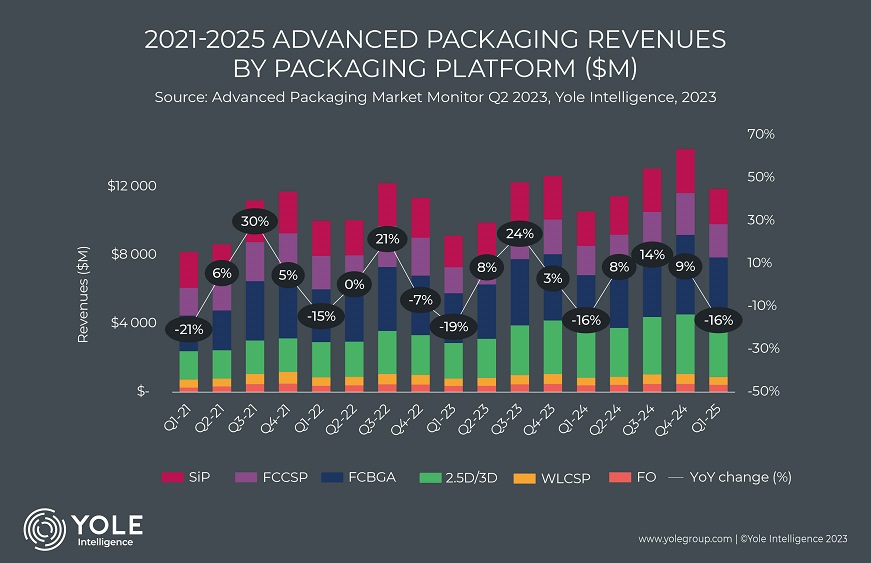 2021-2025 ADVANCED PACKAGING REVENUES
BY PACKAGING PLATFORM ($M)
Source: Advanced Packaging Market Monitor Q2 2023, Yole Intelligence, 2023
70%
50%
30%
10%
-10%
-30%
-50%
$12 000
$8 000
$4 000
$-
Revenues ($M)
-21%
6%
30%
5%
-15%
0%
21%
-7%
-19%
8%
24%
3%
-16%
8%
14%
9%
-16%
Q1-21
Q2-21
Q3-21
Q4-21
Q1-22
Q2-22
Q3-22
Q4-22
Q1-23
Q2-23
Q3-23
Q4-23
Q1-24
Q2-24
Q3-24
Q4-24
Q1-25
SiP
FCCSP
FCBGA
2.5D/3D
WLCSP
FO
YoY change (%)
YOLE
Intelligence
www.yolegroup.com | ©Yole Intelligence 2023